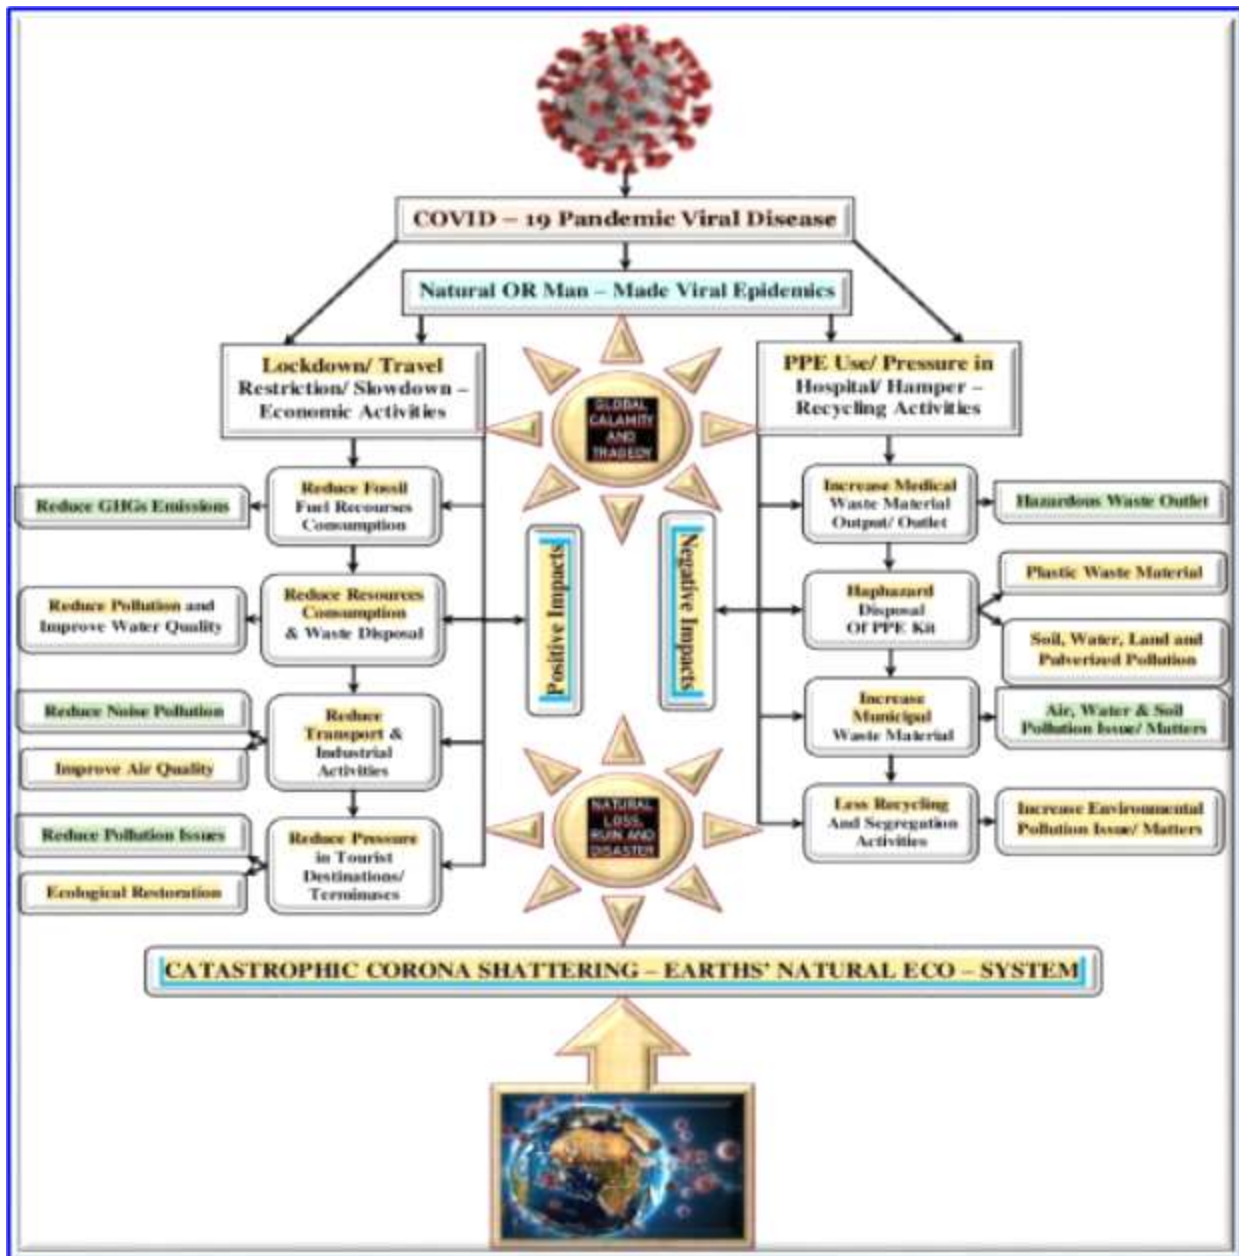 COVID – 19 Pandemic Viral Disease
Natural OR Man – Made Viral Epidemics
Lockdown/ Travel
Restriction/ Slowdown –
Economic Activities
PPE Use/ Pressure in
Hospital/ Hamper –
Recycling Activities
GLOBAL
CALAMITY
AND
TRAGEDY
Reduce Fossil
Fuel Recourses
Consumption
Reduce GHGs Emissions
Reduce Resources
Consumption
& Waste Disposal
Reduce Pollution and
Improve Water Quality
Reduce
Transport &
Industrial
Activities
Reduce Noise Pollution
Improve Air Quality
Reduce Pressure
in Tourist
Destinations/
Terminuses
Reduce Pollution Issues
Ecological Restoration
Positive Impacts
Negative Impacts
Increase Medical
Waste Material
Output/ Outlet
Hazardous Waste Outlet
Haphazard
Disposal
Of PPE Kit
Plastic Waste Material
Soil, Water, Land and
Pulverized Pollution
Increase
Municipal
Waste Material
Air, Water & Soil
Pollution Issue/ Matters
Less Recycling
And Segregation
Activities
Increase Environmental
Pollution Issue/ Matters
NATURAL
LOSS,
RUIN AND
DISASTER
CATASTROPHIC CORONA SHATTERING – EARTHS’ NATURAL ECO – SYSTEM